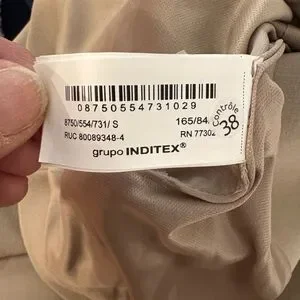 08750554731029
8750/554/731/ S
165/84
RUC 80089348-4
RN 77302
Contrôle
38
grupo INDITEX®